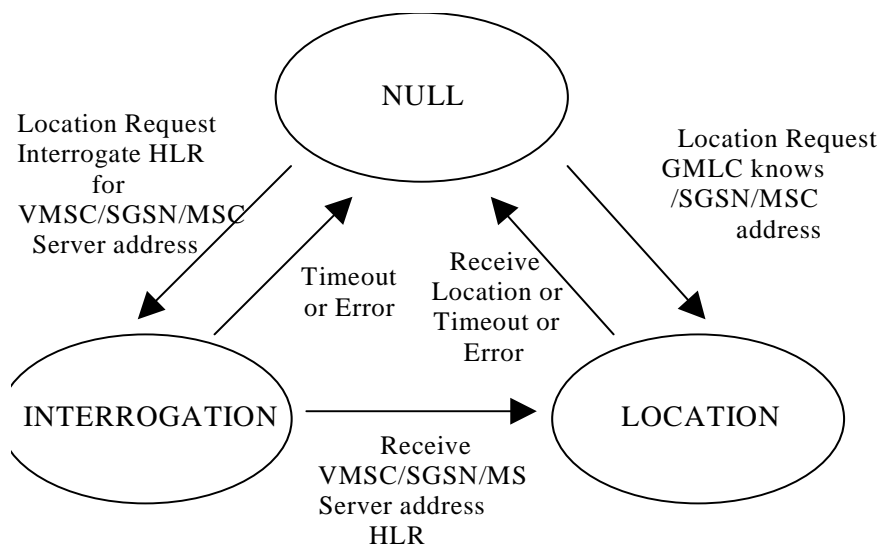 NULL
Location Request
Interrogate HLR
for
VMSC/SGSN/MSC
Server address
Location Request
GMLC knows
/SGSN/MSC
address
Timeout
or Error
Receive
Location or
Timeout or
Error
INTERROGATION
LOCATION
Receive
VMSC/SGSN/MS
Server address
HLR